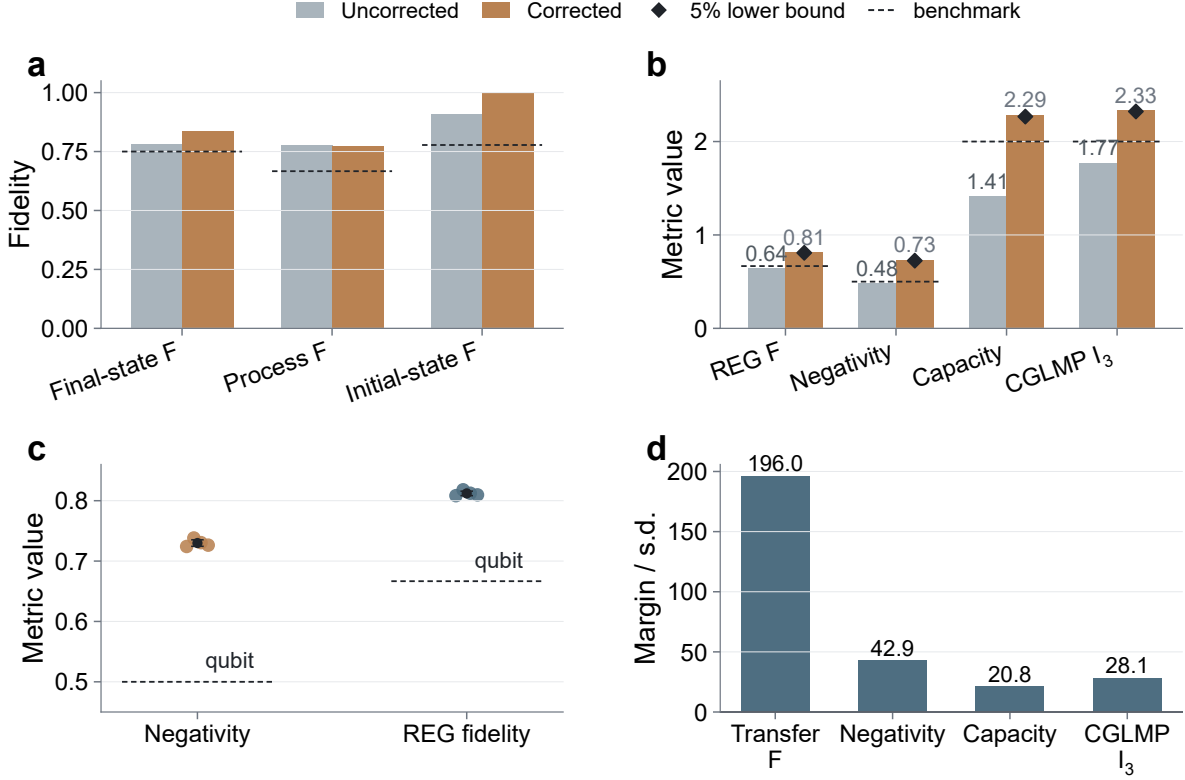 Uncorrected Corrected 5% lower bound benchmark
a
Fidelity
1.00
0.75
0.50
0.25
0.00
Final-state F
Process F
Initial-state F
b
Metric value
2
1
0
0.64
0.81
0.48
0.73
1.41
2.29
1.77
2.33
REG F
Negativity
Capacity
CGLMP I₃
c
Metric value
0.8
0.7
0.6
0.5
qubit
qubit
Negativity
REG fidelity
d
Margin / s.d.
200
150
100
50
0
196.0
42.9
20.8
28.1
Transfer
F
Negativity
Capacity
CGLMP
I₃